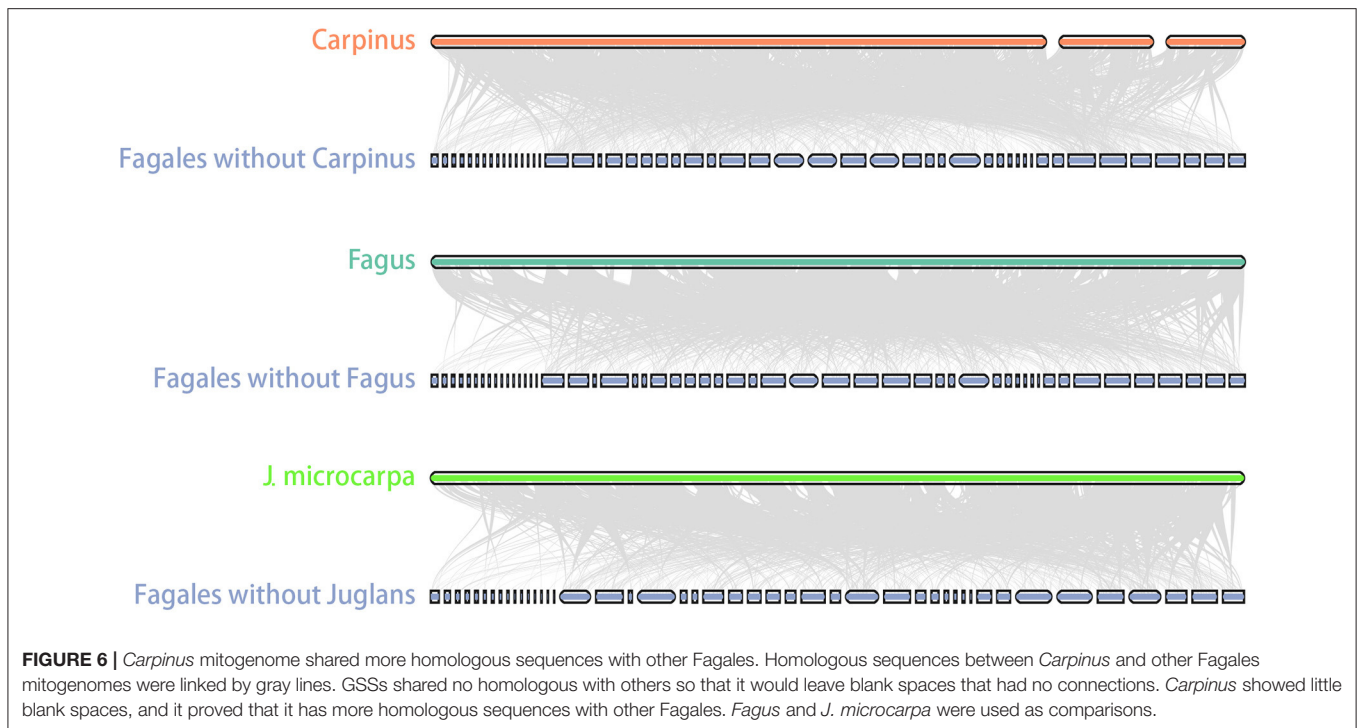 Carpinus
Fagales without Carpinus
Fagus
Fagales without Fagus
J. microcarpa
Fagales without Juglans
FIGURE 6 | Carpinus mitogenome shared more homologous sequences with other Fagales. Homologous sequences between Carpinus and other Fagales
mitogenomes were linked by gray lines. GSSs shared no homologous with others so that it would leave blank spaces that had no connections. Carpinus showed little
blank spaces, and it proved that it has more homologous sequences with other Fagales. Fagus and J. microcarpa were used as comparisons.